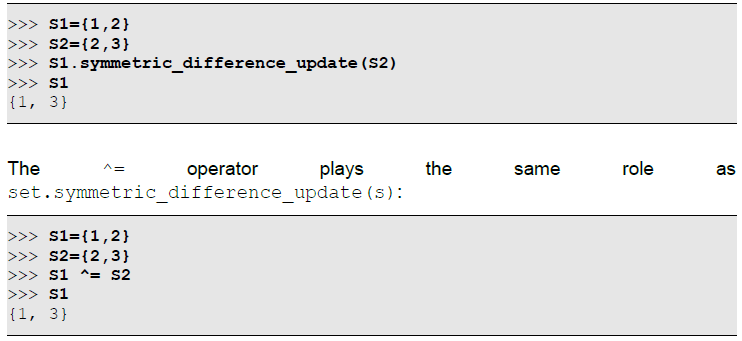 >>> S1={1,2}
>>> S2={2,3}
>>> S1.symmetric_difference_update(S2)
>>> S1
{1, 3}
The ^= operator plays the same role as
set.symmetric_difference_update(s):
>>> S1={1,2}
>>> S2={2,3}
>>> S1 ^= S2
>>> S1
{1, 3}